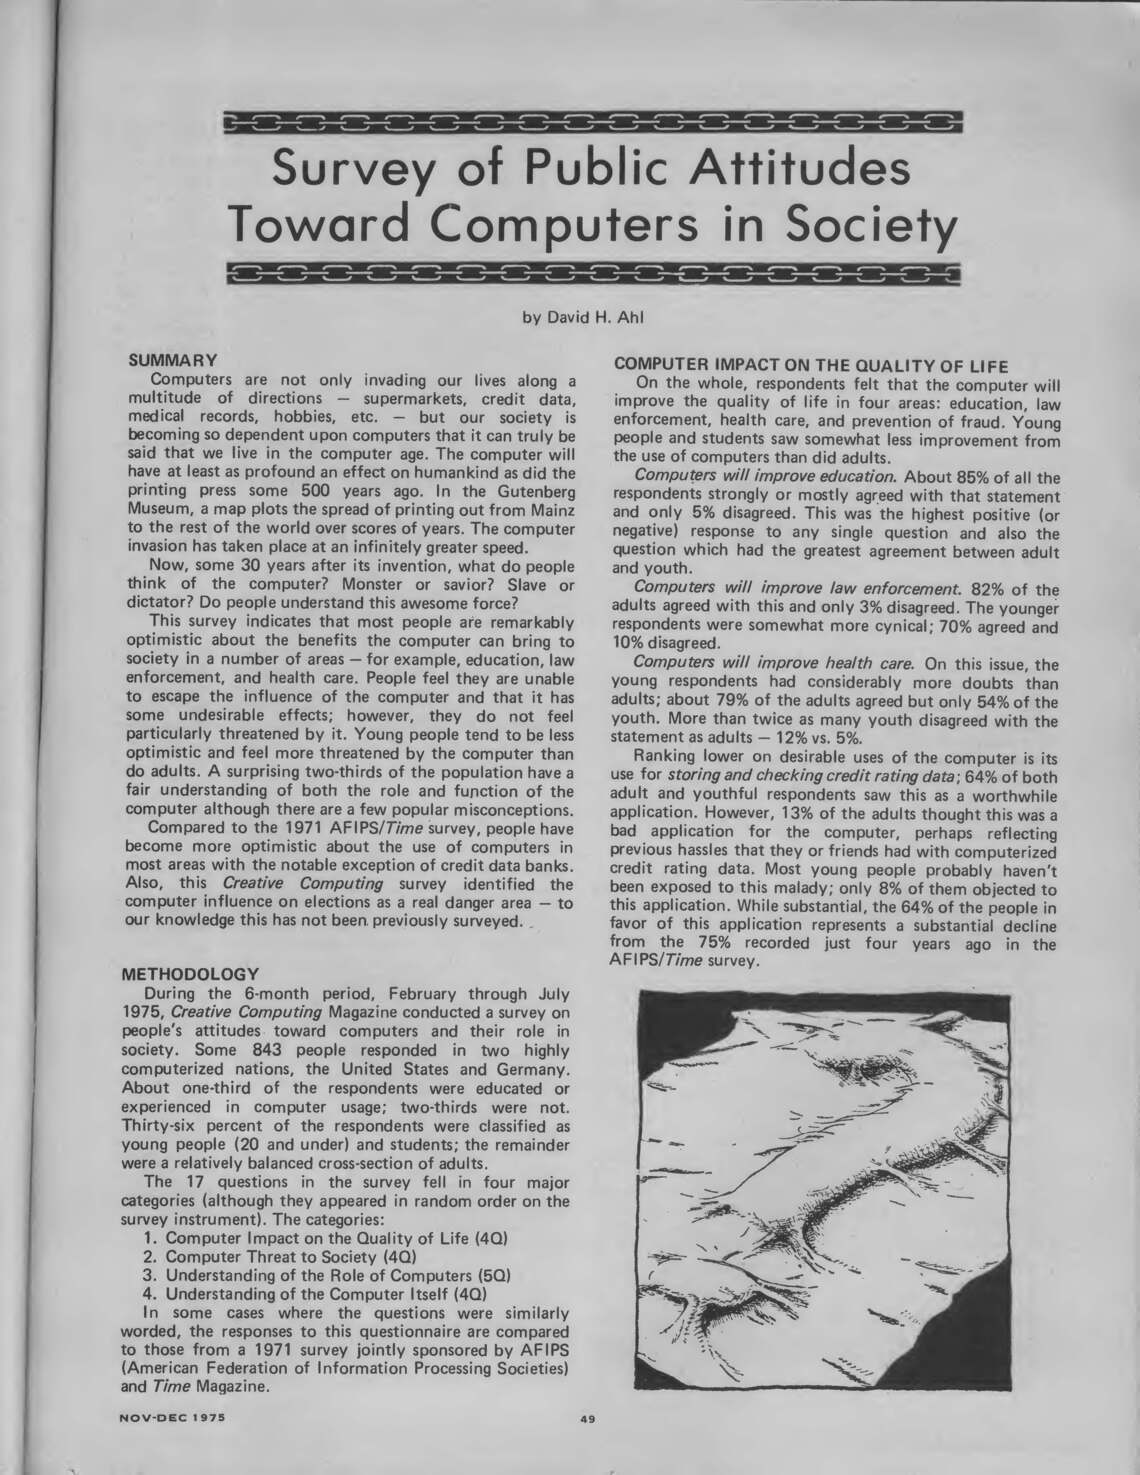 Survey of Public Attitudes
Toward Computers in Society
by David H. Ahl
SUMMARY
Computers are not only invading our lives along a
multitude of directions — supermarkets, credit data,
medical records, hobbies, etc. — but our society is
becoming so dependent upon computers that it can truly be
said that we live in the computer age. The computer will
have at least as profound an effect on humankind as did the
printing press some 500 years ago. In the Gutenberg
Museum, a map plots the spread of printing out from Mainz
to the rest of the world over scores of years. The computer
invasion has taken place at an infinitely greater speed.
Now, some 30 years after its invention, what do people
think of the computer? Monster or savior? Slave or
dictator? Do people understand this awesome force?
This survey indicates that most people are remarkably
optimistic about the benefits the computer can bring to
society in a number of areas — for example, education, law
enforcement, and health care. People feel they are unable
to escape the influence of the computer and that it has
some undesirable effects; however, they do not feel
particularly threatened by it. Young people tend to be less
optimistic and feel more threatened by the computer than
do adults. A surprising two-thirds of the population have a
fair understanding of both the role and function of the
computer although there are a few popular misconceptions.
Compared to the 1971 AFIPS/Time survey, people have
become more optimistic about the use of computers in
most areas with the notable exception of credit data banks.
Also, this Creative Computing survey identified the
computer influence on elections as a real danger area — to
our knowledge this has not been previously surveyed.
METHODOLOGY
During the 6-month period, February through July
1975, Creative Computing Magazine conducted a survey on
people's attitudes toward computers and their role in
society. Some 843 people responded in two highly
computerized nations, the United States and Germany.
About one-third of the respondents were educated or
experienced in computer usage; two-thirds were not.
Thirty-six percent of the respondents were classified as
young people (20 and under) and students; the remainder
were a relatively balanced cross-section of adults.
The 17 questions in the survey fell in four major
categories (although they appeared in random order on the
survey instrument). The categories:
1. Computer Impact on the Quality of Life (4Q)
2. Computer Threat to Society (4Q)
3. Understanding of the Role of Computers (5Q)
4. Understanding of the Computer Itself (4Q)
In some cases where the questions were similarly
worded, the responses to this questionnaire are compared
to those from a 1971 survey jointly sponsored by AFIPS
(American Federation of Information Processing Societies)
and Time Magazine.
COMPUTER IMPACT ON THE QUALITY OF LIFE
On the whole, respondents felt that the computer will
improve the quality of life in four areas: education, law
enforcement, health care, and prevention of fraud. Young
people and students saw somewhat less improvement from
the use of computers than did adults.
Computers will improve education. About 85% of all the
respondents strongly or mostly agreed with that statement
and only 5% disagreed. This was the highest positive (or
negative) response to any single question and also the
question which had the greatest agreement between adult
and youth.
Computers will improve law enforcement. 82% of the
adults agreed with this and only 3% disagreed. The younger
respondents were somewhat more cynical; 70% agreed and
10% disagreed.
Computers will improve health care. On this issue, the
young respondents had considerably more doubts than
adults; about 79% of the adults agreed but only 54% of the
youth. More than twice as many youth disagreed with the
statement as adults — 12% vs. 5%.
Ranking lower on desirable uses of the computer is its
use for storing and checking credit rating data; 64% of both
adult and youthful respondents saw this as a worthwhile
application. However, 13% of the adults thought this was a
bad application for the computer, perhaps reflecting
previous hassles that they or friends had with computerized
credit rating data. Most young people probably haven't
been exposed to this malady; only 8% of them objected to
this application. While substantial, the 64% of the people in
favor of this application represents a substantial decline
from the 75% recorded just four years ago in the
AFIPS/Time survey.
NOV-DEC 1975
49